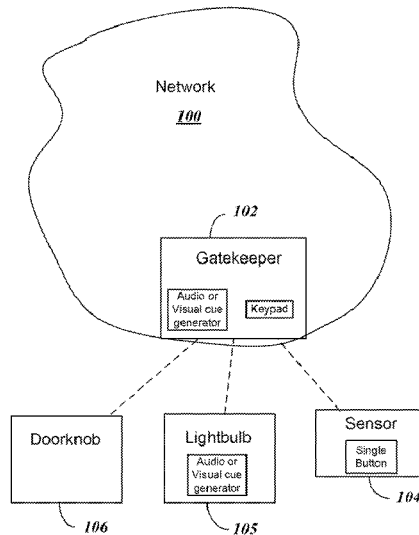 Network
100
102
Gatekeeper
Audio or
Visual cue
generator
Keypad
Doorknob
106
Lightbulb
Audio or
Visual cue
generator
105
Sensor
Single
Button
104